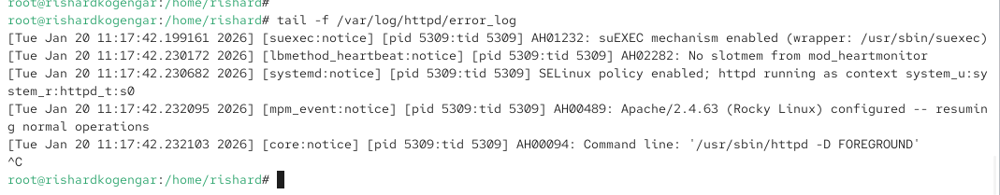 root@rishardkogengar:/home/rishard#
root@rishardkogengar:/home/rishard# tail -f /var/log/httpd/error_log
[Tue Jan 20 11:17:42.199161 2026] [suexec:notice] [pid 5309:tid 5309] AH01232: suEXEC mechanism enabled (wrapper: /usr/sbin/suexec)
[Tue Jan 20 11:17:42.230172 2026] [lbmethod_heartbeat:notice] [pid 5309:tid 5309] AH02282: No slotmem from mod_heartmonitor
[Tue Jan 20 11:17:42.230682 2026] [systemd:notice] [pid 5309:tid 5309] SELinux policy enabled; httpd running as context system_u:sy
stem_r:httpd_t:s0
[Tue Jan 20 11:17:42.232095 2026] [mpm_event:notice] [pid 5309:tid 5309] AH00489: Apache/2.4.63 (Rocky Linux) configured -- resumin
g normal operations
[Tue Jan 20 11:17:42.232103 2026] [core:notice] [pid 5309:tid 5309] AH00094: Command line: '/usr/sbin/httpd -D FOREGROUND'
^C
root@rishardkogengar:/home/rishard#